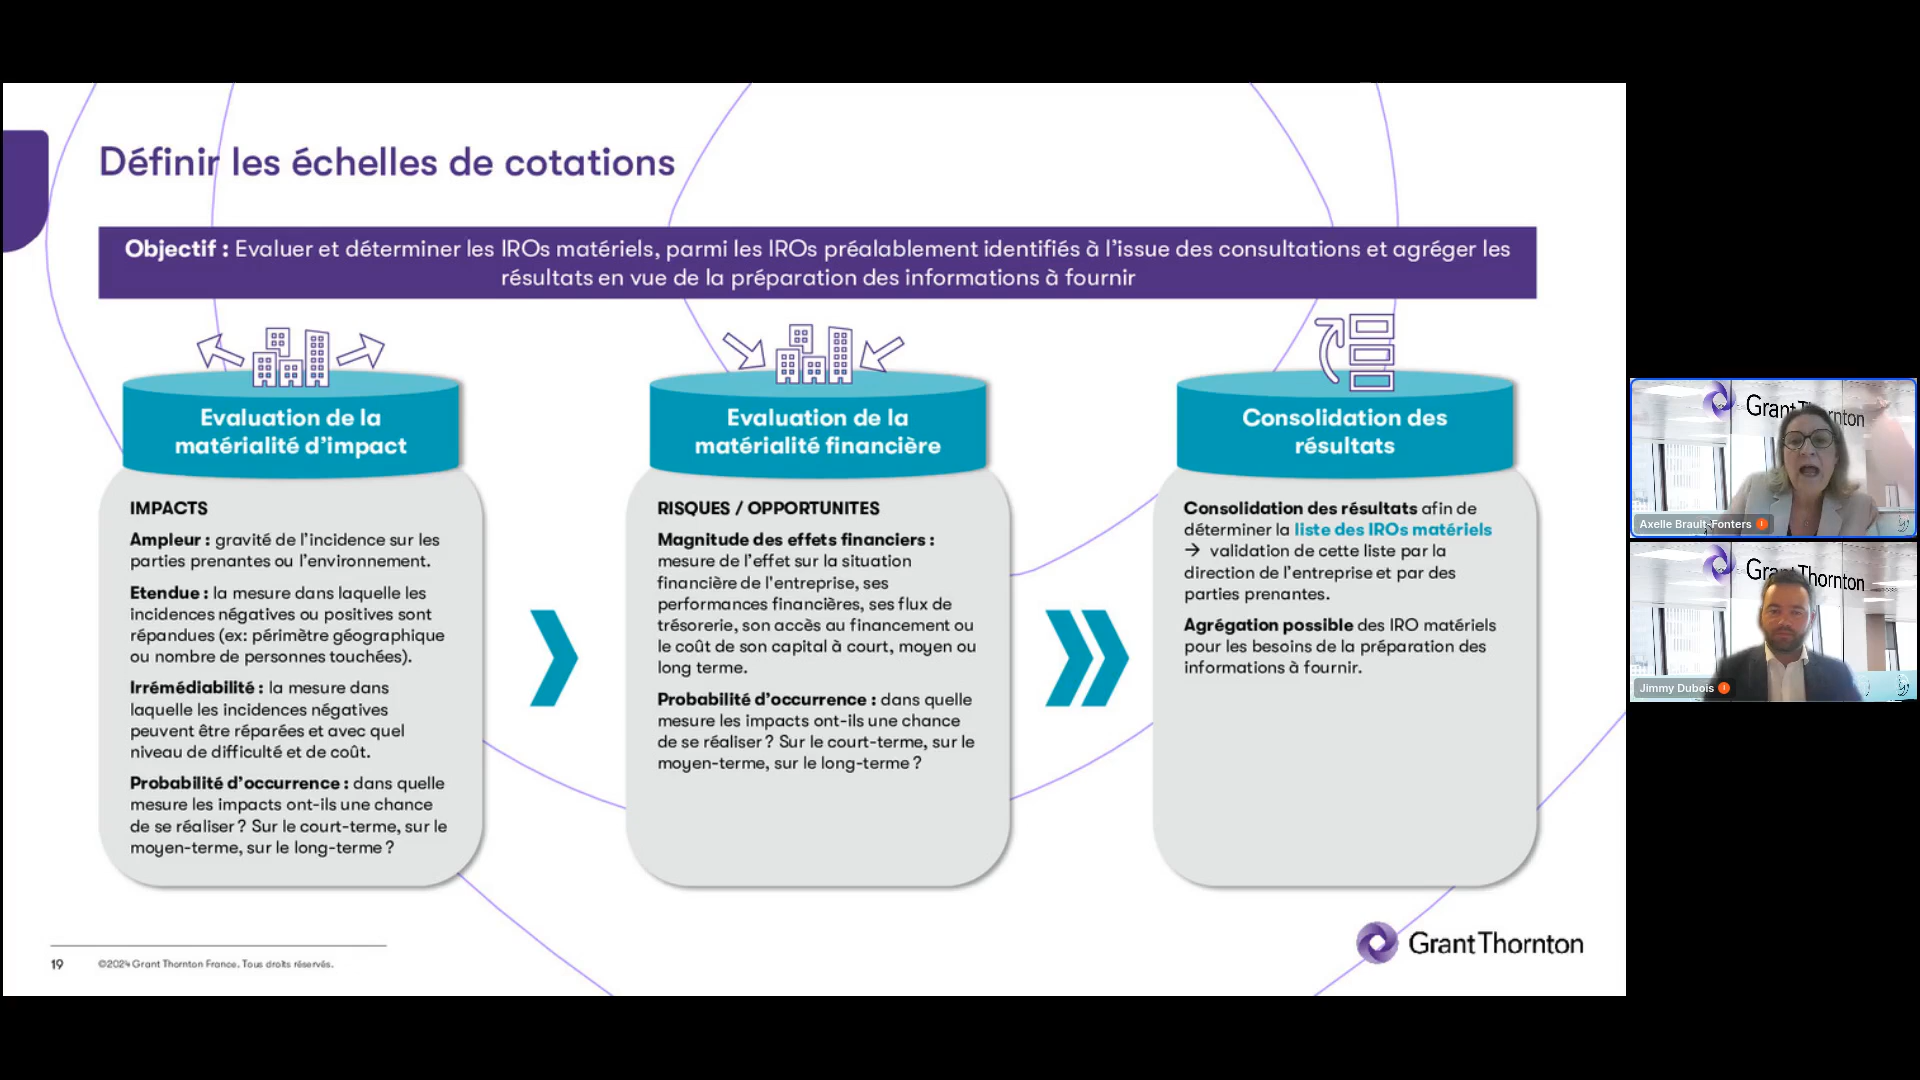 Définir les échelles de cotations
Objectif : Evaluer et déterminer les IROs matériels, parmi les IROs préalablement identifiés à l'issue des consultations et agréger les
résultats en vue de la préparation des informations à fournir
Evaluation de la
matérialité d'impact
IMPACTS
Ampleur : gravité de l'incidence sur les
parties prenantes ou l'environnement.
Etendue : la mesure dans laquelle les
incidences négatives ou positives sont
répandues (ex: périmètre géographique
ou nombre de personnes touchées).
Irrémédiabilité : la mesure dans
laquelle les incidences négatives
peuvent être réparées et avec quel
niveau de difficulté et de coût.
Probabilité d'occurrence : dans quelle
mesure les impacts ont-ils une chance
de se réaliser ? Sur le court-terme, sur le
moyen-terme, sur le long-terme ?
Evaluation de la
matérialité financière
RISQUES / OPPORTUNITES
Magnitude des effets financiers :
mesure de l'effet sur la situation
financière de l'entreprise, ses
performances financières, ses flux de
trésorerie, son accès au financement ou
le coût de son capital à court, moyen ou
long terme.
Probabilité d'occurrence : dans quelle
mesure les impacts ont-ils une chance
de se réaliser ? Sur le court-terme, sur le
moyen-terme, sur le long-terme ?
Consolidation des
résultats
Consolidation des résultats afin de
déterminer la liste des IROs matériels
→ validation de cette liste par la
direction de l'entreprise et par des
parties prenantes.
Agrégation possible des IRO matériels
pour les besoins de la préparation des
informations à fournir.
19
©2024 Grant Thornton France. Tous droits réservés.
Grant Thornton
Grant Thornton
Axelle Brault-Fonters
Grant Thornton
Jimmy Dubois